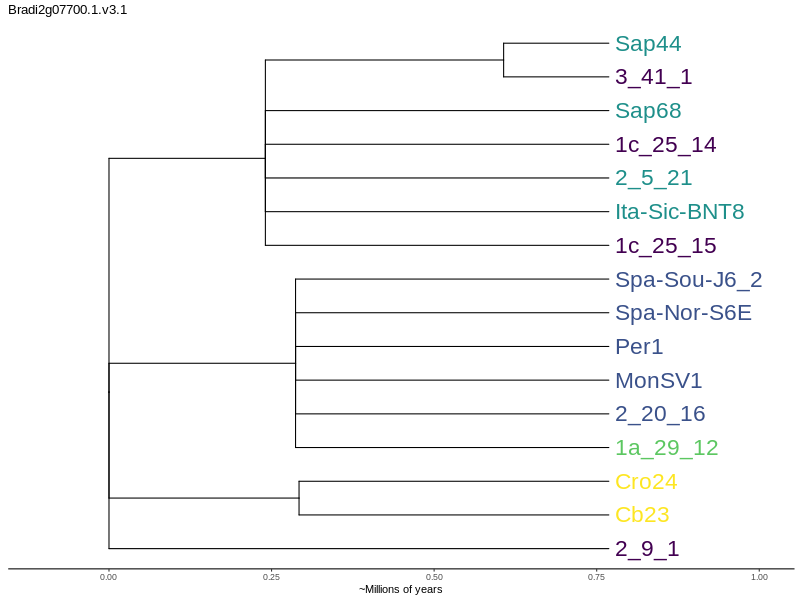 Bradi2g07700.1.v3.1
Sap44
3_41_1
Sap68
1c_25_14
2_5_21
Ita-Sic-BNT8
1c_25_15
Spa-Sou-J6_2
Spa-Nor-S6E
Per1
MonSV1
2_20_16
1a_29_12
Cro24
Cb23
2_9_1
0.00 0.25 0.50 0.75 1.00
~Millions of years